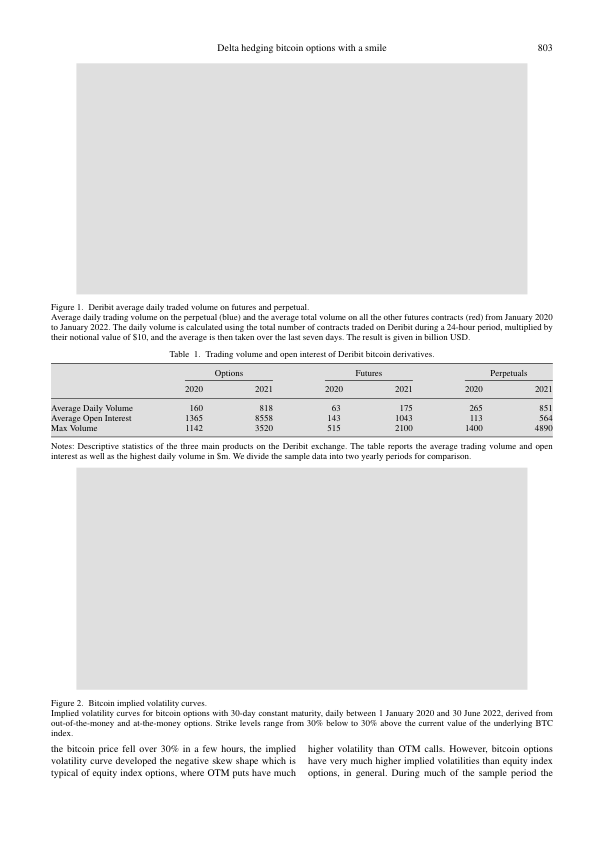 Delta hedging bitcoin options with a smile 803
Figure 1. Deribit average daily traded volume on futures and perpetual.
Average daily trading volume on the perpetual (blue) and the average total volume on all the other futures contracts (red) from January 2020
to January 2022. The daily volume is calculated using the total number of contracts traded on Deribit during a 24-hour period, multiplied by
their notional value of $10, and the average is then taken over the last seven days. The result is given in billion USD.
Table 1. Trading volume and open interest of Deribit bitcoin derivatives.
Options Futures Perpetuals
2020 2021 2020 2021 2020 2021
Average Daily Volume 160 818 63 175 265 851
Average Open Interest 1365 8558 143 1043 113 564
Max Volume 1142 3520 515 2100 1400 4890
Notes: Descriptive statistics of the three main products on the Deribit exchange. The table reports the average trading volume and open
interest as well as the highest daily volume in $m. We divide the sample data into two yearly periods for comparison.
Figure 2. Bitcoin implied volatility curves.
Implied volatility curves for bitcoin options with 30-day constant maturity, daily between 1 January 2020 and 30 June 2022, derived from
out-of-the-money and at-the-money options. Strike levels range from 30% below to 30% above the current value of the underlying BTC
index.
the bitcoin price fell over 30% in a few hours, the implied
volatility curve developed the negative skew shape which is
typical of equity index options, where OTM puts have much
higher volatility than OTM calls. However, bitcoin options
have very much higher implied volatilities than equity index
options, in general. During much of the sample period the